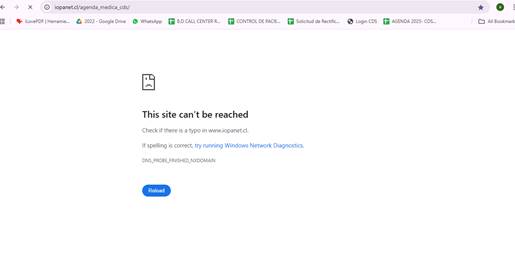 iopanet.cl/agenda_medica_cds/
iLovePDF | Herramie...
2022 - Google Drive
WhatsApp
B.D CALL CENTER R...
CONTROL DE PACR...
Solicitud de Rectific...
Login CDS
AGENDA 2025- CDS...
All Bookmarks
This site can't be reached
Check if there is a typo in www.iopanet.cl.
If spelling is correct, try running Windows Network Diagnostics.
DNS_PROBE_FINISHED_NXDOMAIN
Reload